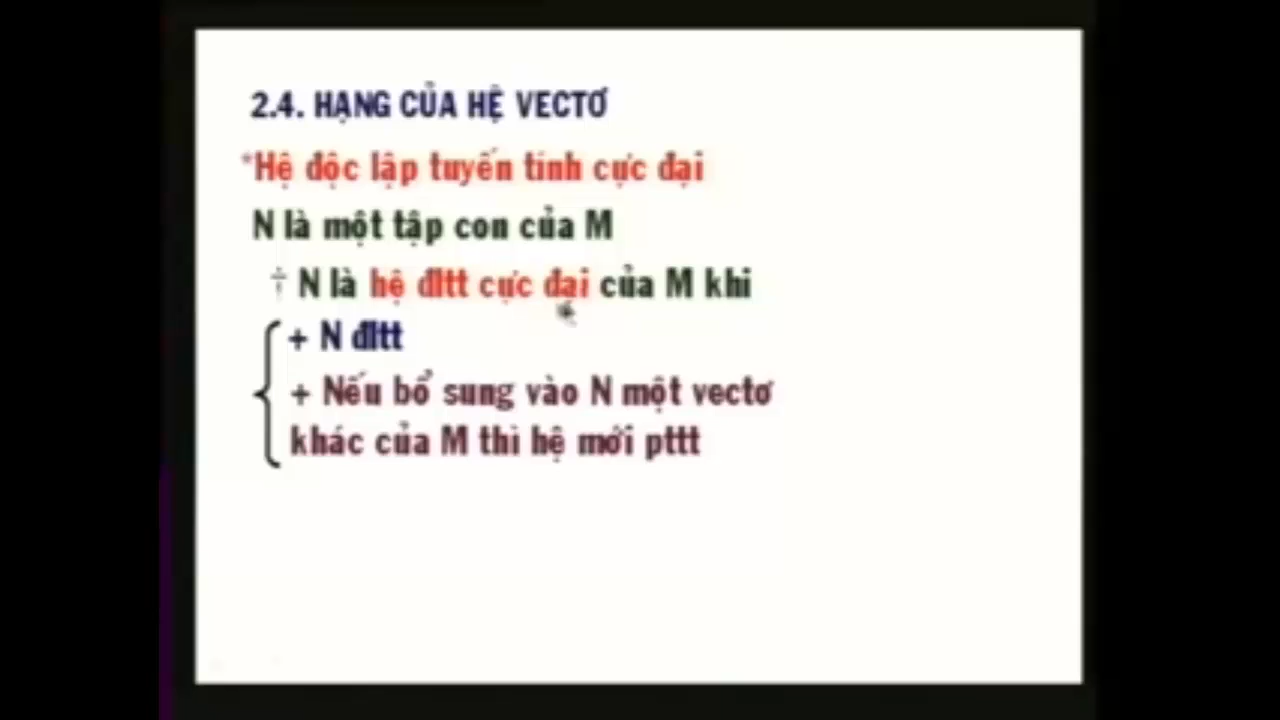 2.4. HẠNG CỦA HỆ VECTƠ
*Hệ độc lập tuyến tính cực đại
N là một tập con của M
† N là hệ đltt cực đại của M khi
+ N đltt
+ Nếu bổ sung vào N một vectơ
khác của M thì hệ mới pttt